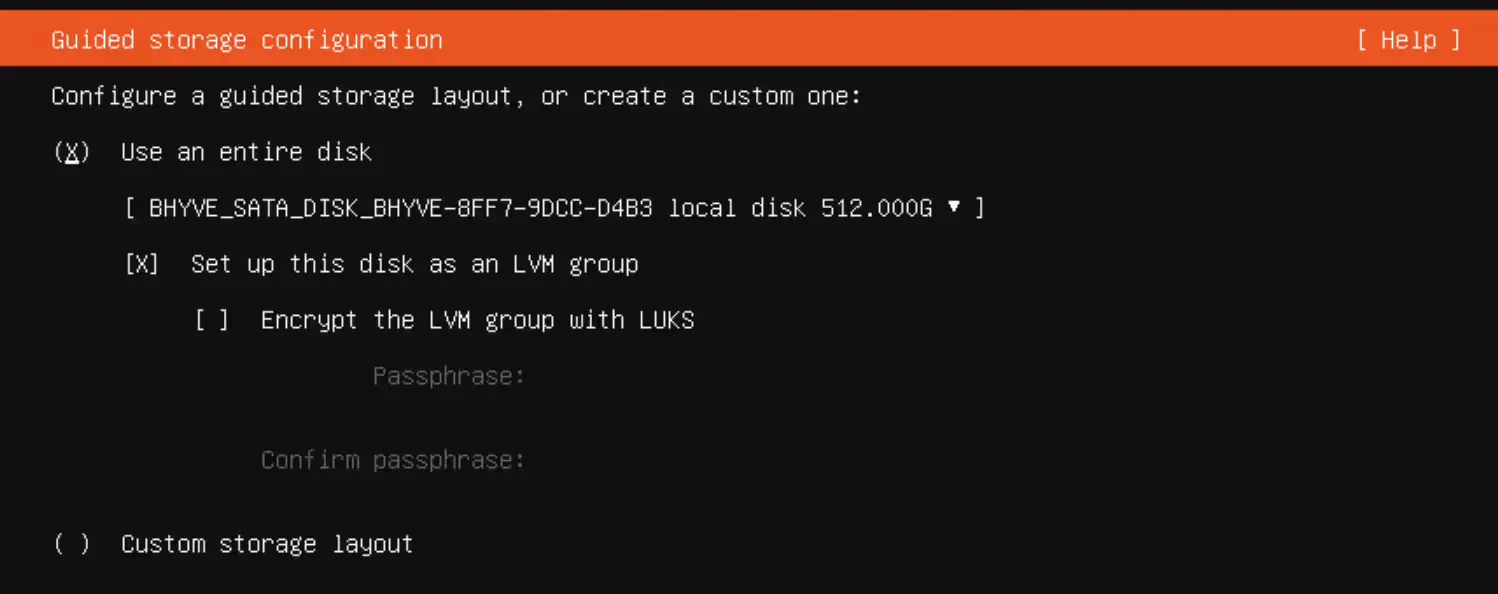 Guided storage configuration [ Help ]
Configure a guided storage layout, or create a custom one:
(X) Use an entire disk
[ BHYVE_SATA_DISK_BHYVE-8FF7-9DCC-D4B3 local disk 512.000G ▾ ]
[X] Set up this disk as an LVM group
[ ] Encrypt the LVM group with LUKS
Passphrase:
Confirm passphrase:
( ) Custom storage layout